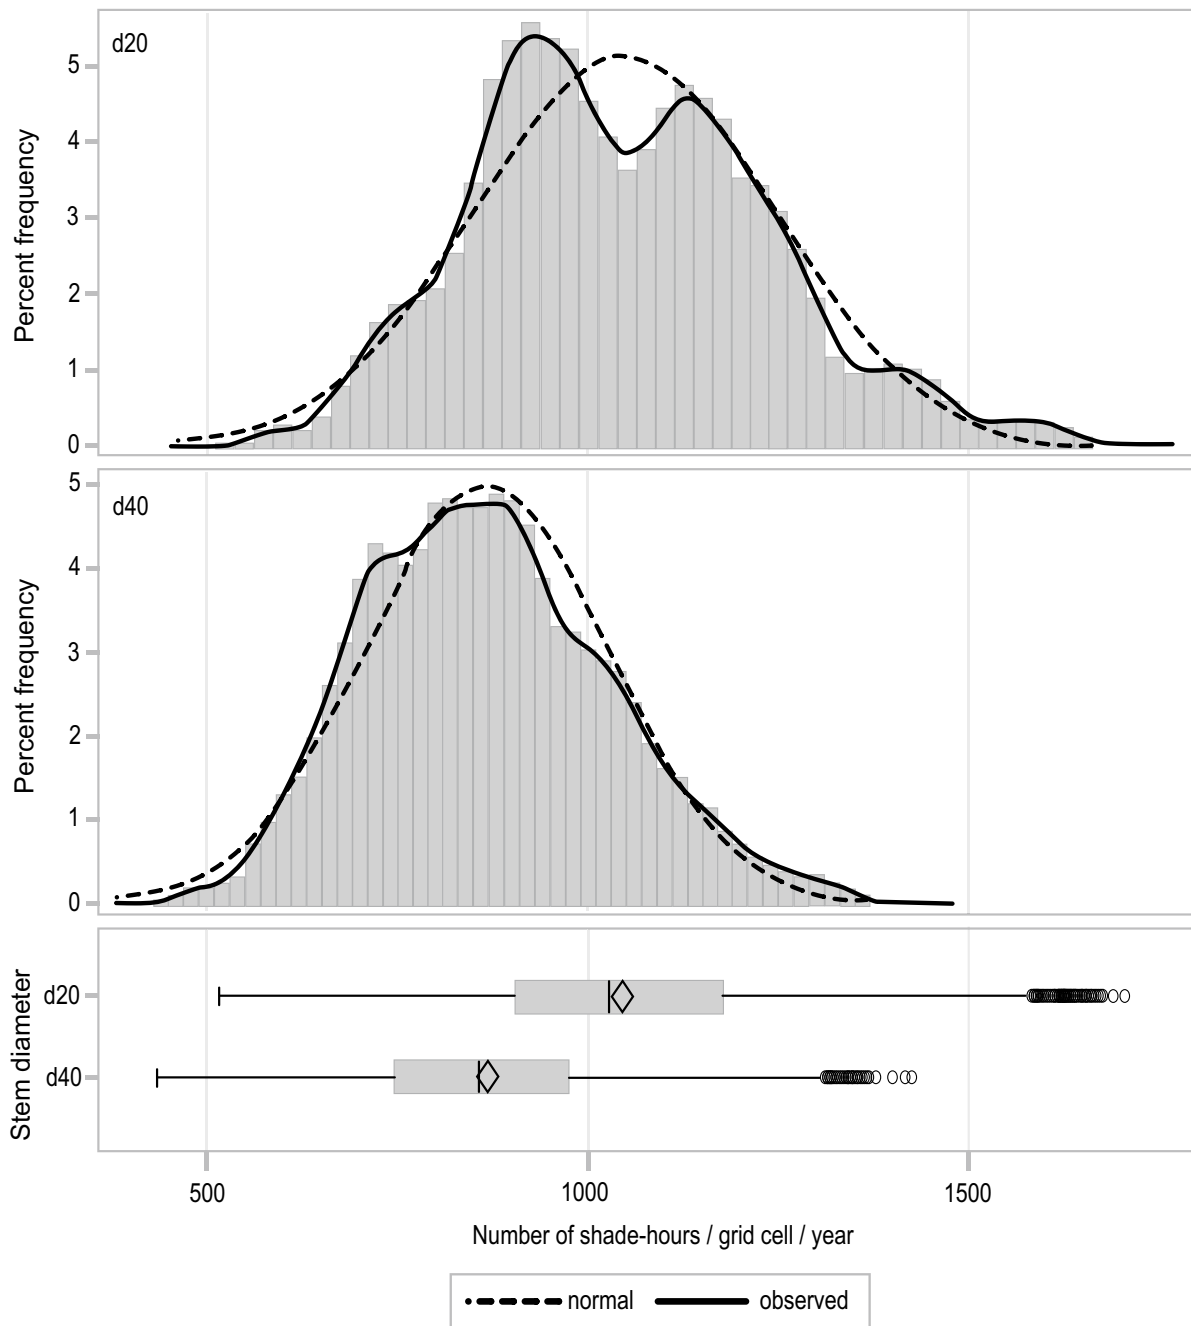 d20
5
4
3
2
1
0
Percent frequency
d40
5
4
3
2
1
0
Percent frequency
d20
d40
Stem diameter
500 1000 1500
Number of shade-hours / grid cell / year
normal observed